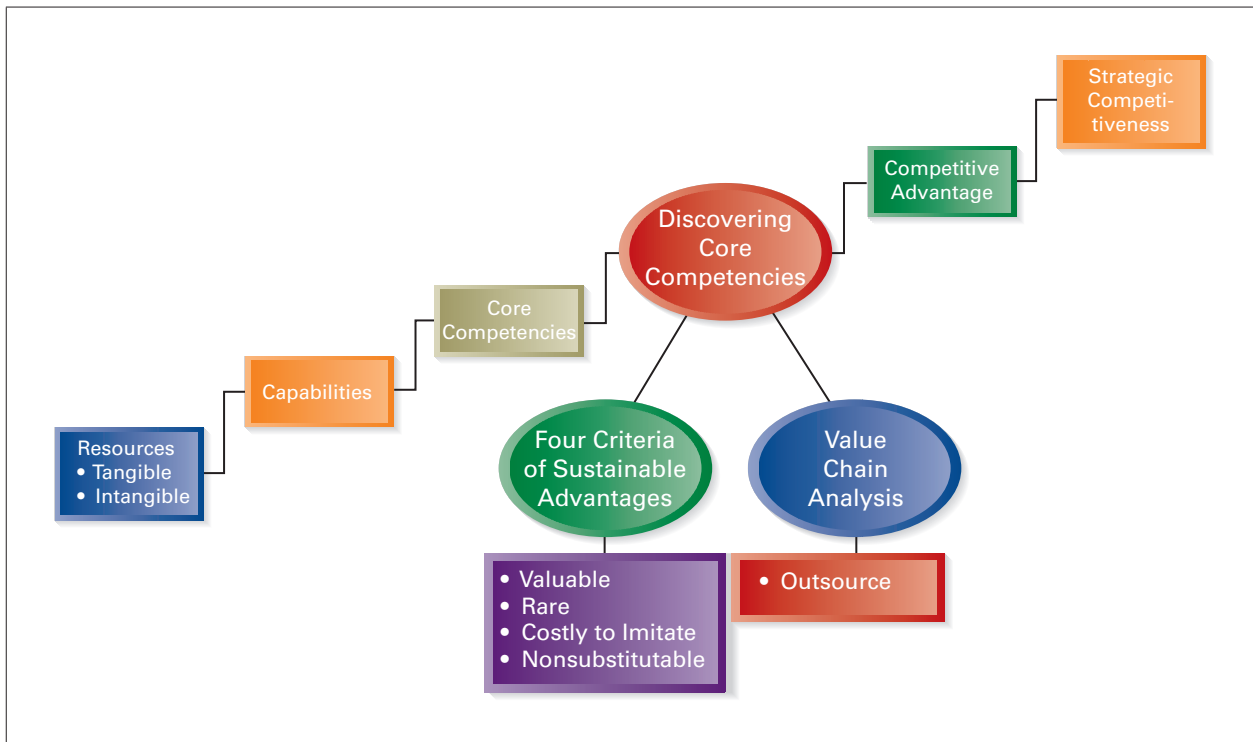 Strategic
Competi-
tiveness
Competitive
Advantage
Discovering
Core
Competencies
Core
Competencies
Capabilities
Resources
• Tangible
• Intangible
Four Criteria
of Sustainable
Advantages
Value
Chain
Analysis
• Valuable
• Rare
• Costly to Imitate
• Nonsubstitutable
• Outsource